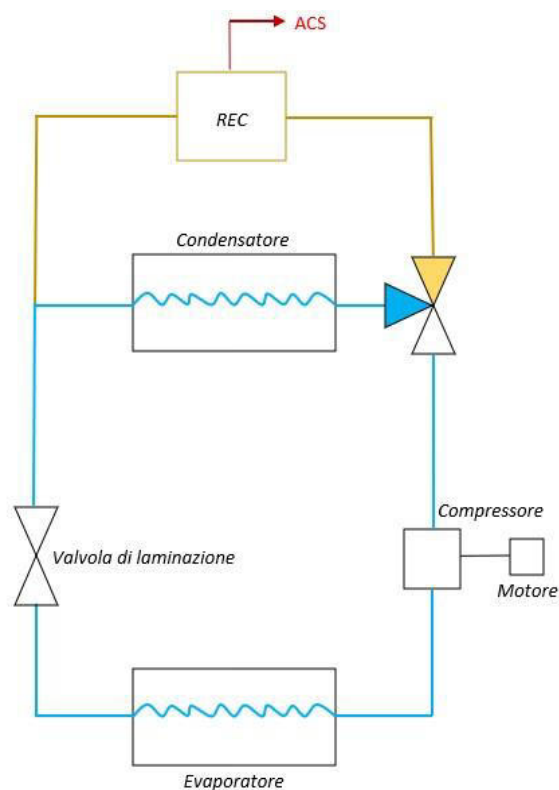 ACS
REC
Condensatore
Compressore
Valvola di laminazione
Motore
Evaporatore